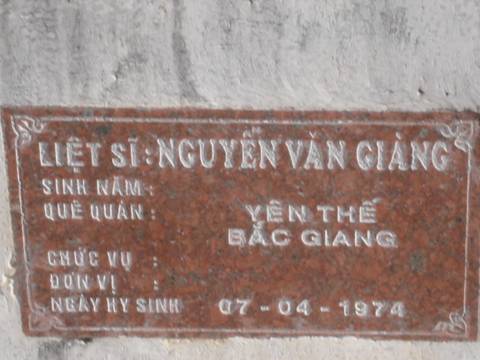 LIỆT SĨ: NGUYỄN VĂN GIẢNG
SINH NĂM :
QUÊ QUÁN : YÊN THẾ
BẮC GIANG
CHỨC VỤ :
ĐƠN VỊ :
NGÀY HY SINH 07-04-1974